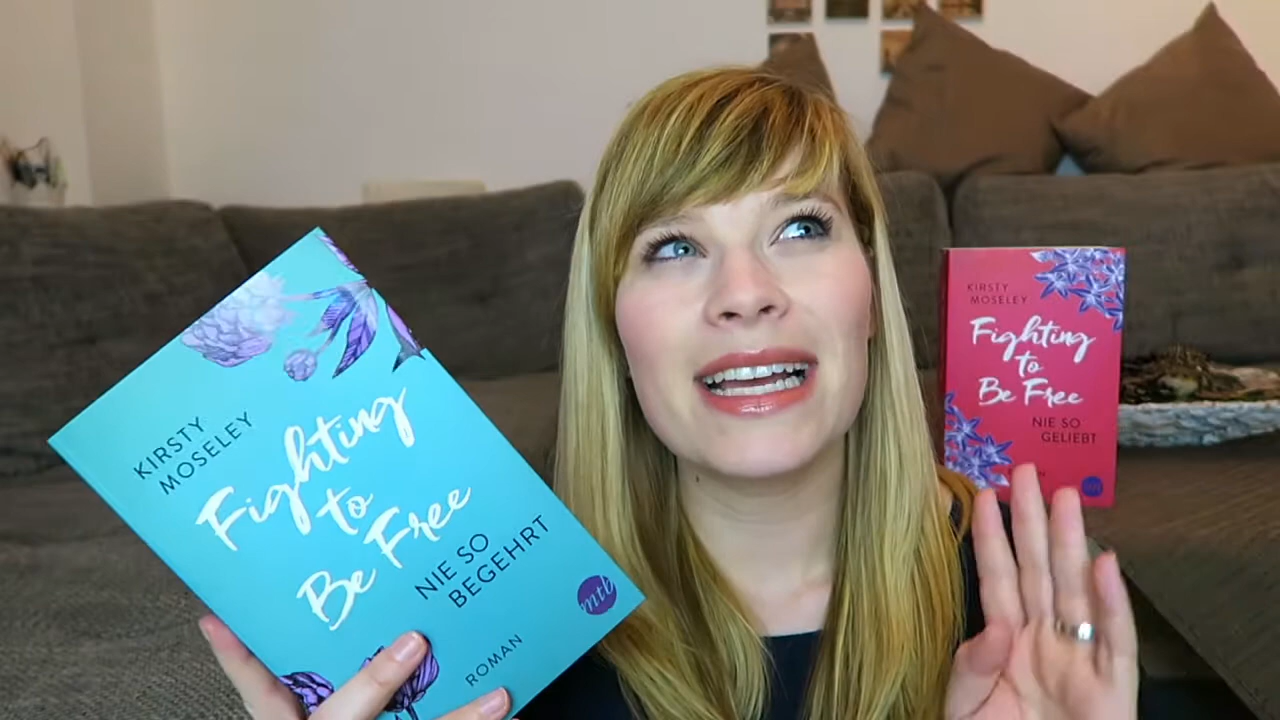 KIRSTY
MOSELEY
Fighting
to
Be Free
NIE SO
BEGEHRT
mtb
ROMAN
KIRSTY
MOSELEY
Fighting
to
Be Free
NIE SO
GELIEBT